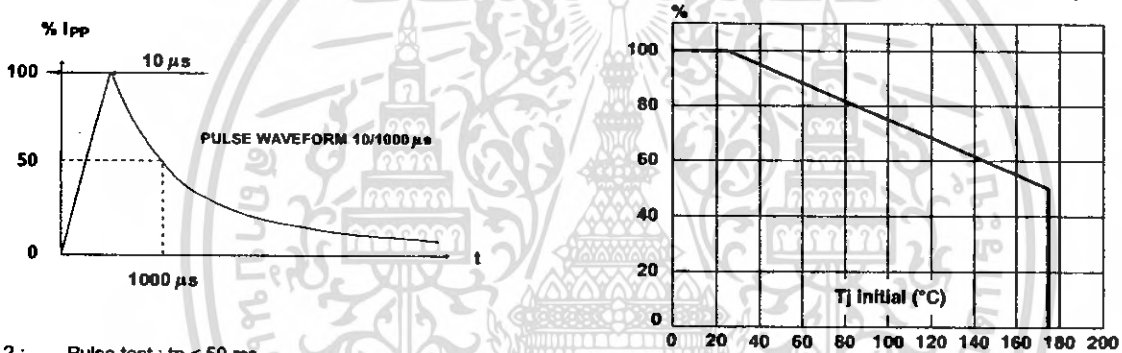 % IPP
100
10 µs
PULSE WAVEFORM 10/1000 µs
50
0
t
1000 µs
%
100
80
60
40
20
0
Tj initial (°C)
0 20 40 60 80 100 120 140 160 180 200
2 : Pulse test : tp < 50 ms